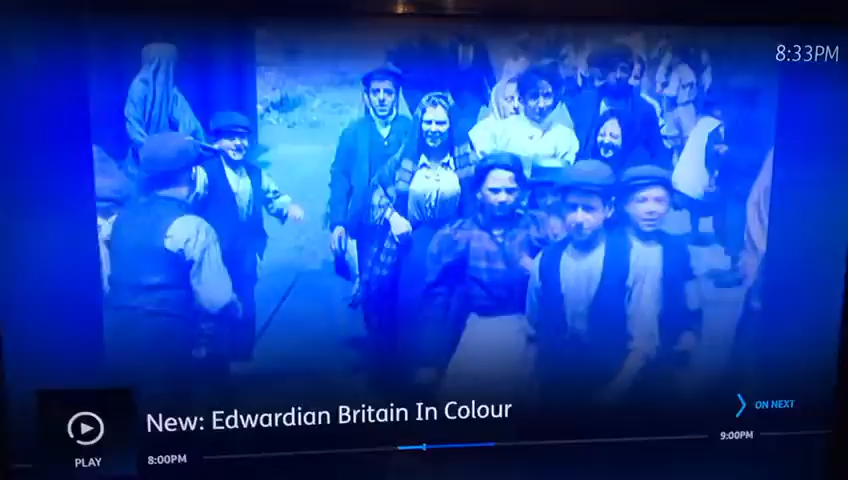 8:33PM
New: Edwardian Britain In Colour
ON NEXT
PLAY
8:00PM
9:00PM